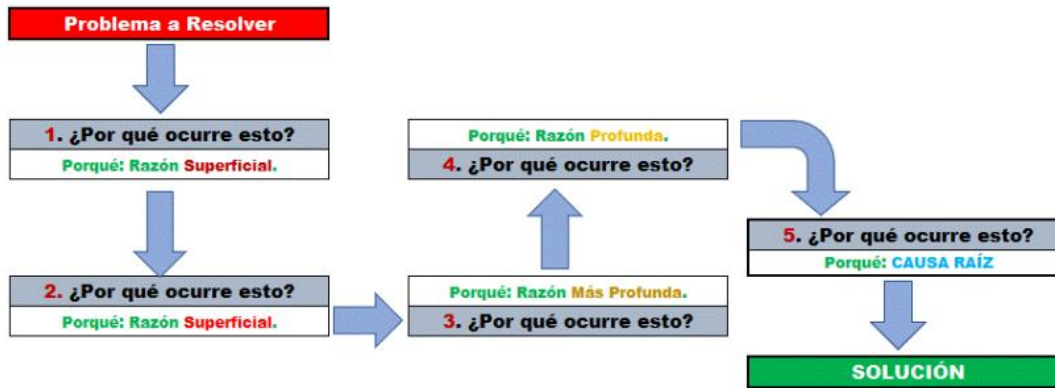 Problema a Resolver
1. ¿Por qué ocurre esto?
Porqué: Razón Superficial.
2. ¿Por qué ocurre esto?
Porqué: Razón Superficial.
Porqué: Razón Más Profunda.
3. ¿Por qué ocurre esto?
Porqué: Razón Profunda.
4. ¿Por qué ocurre esto?
5. ¿Por qué ocurre esto?
Porqué: CAUSA RAÍZ
SOLUCIÓN